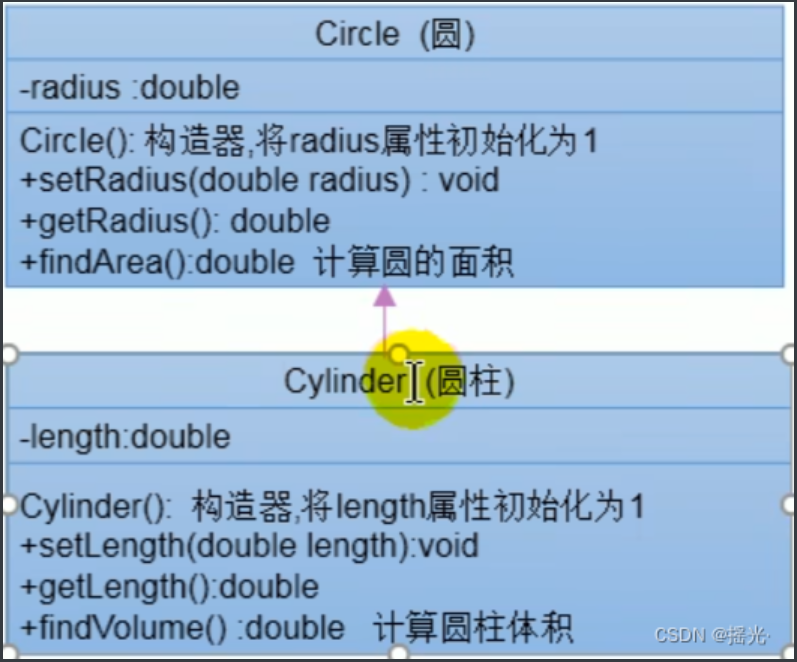 Circle (圆)
-radius :double
Circle(): 构造器,将radius属性初始化为1
+setRadius(double radius) : void
+getRadius(): double
+findArea():double 计算圆的面积
Cylinder (圆柱)
-length:double
Cylinder(): 构造器,将length属性初始化为1
+setLength(double length):void
+getLength():double
+findVolume() :double 计算圆柱体积
CSDN @摇光·